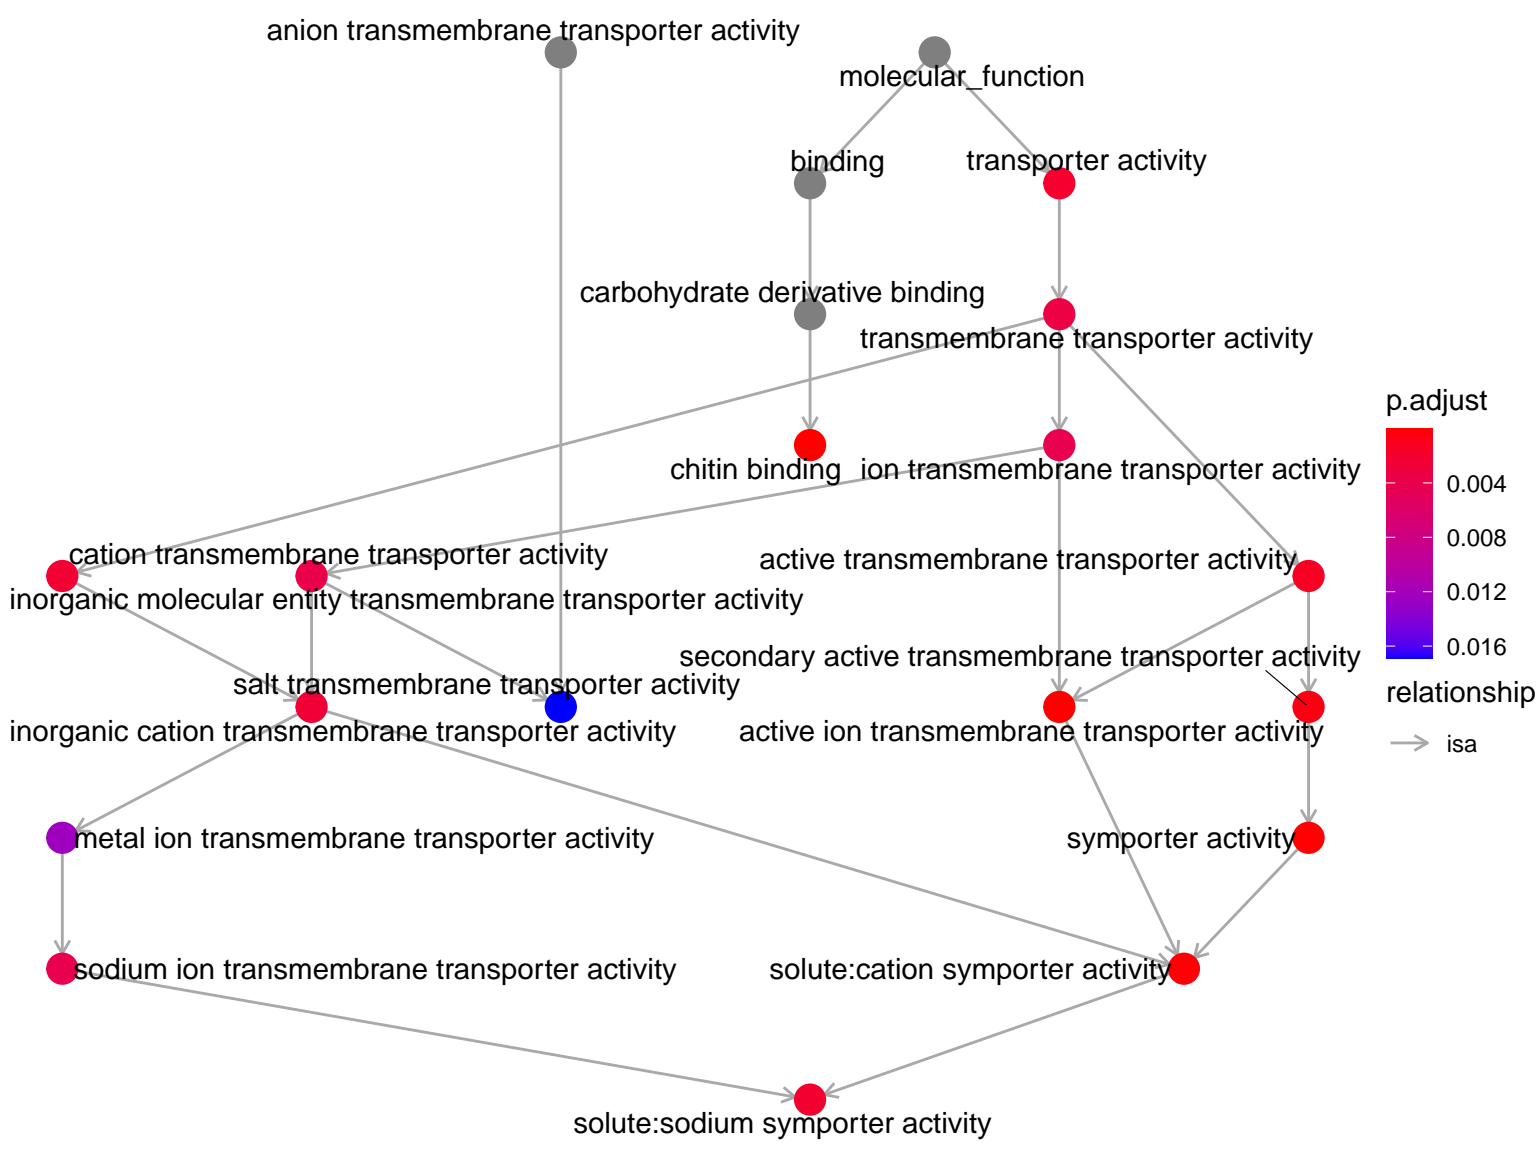 anion transmembrane transporter activity
molecular_function
binding
transporter activity
carbohydrate derivative binding
transmembrane transporter activity
chitin binding
ion transmembrane transporter activity
cation transmembrane transporter activity
active transmembrane transporter activity
inorganic molecular entity transmembrane transporter activity
secondary active transmembrane transporter activity
salt transmembrane transporter activity
inorganic cation transmembrane transporter activity
active ion transmembrane transporter activity
metal ion transmembrane transporter activity
symporter activity
sodium ion transmembrane transporter activity
solute:cation symporter activity
solute:sodium symporter activity
p.adjust
0.004
0.008
0.012
0.016
relationship
isa